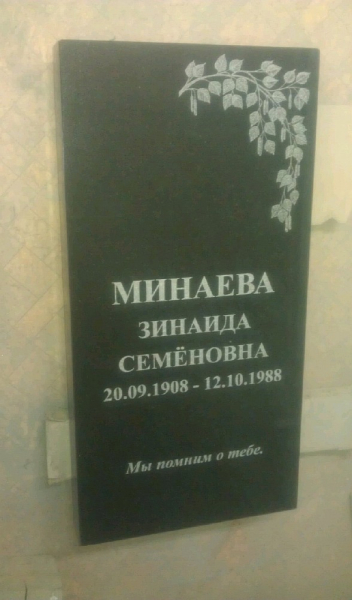 МИНАЕВА
ЗИНАИДА
СЕМЁНОВНА
20.09.1908 - 12.10.1988
Мы помним о тебе.